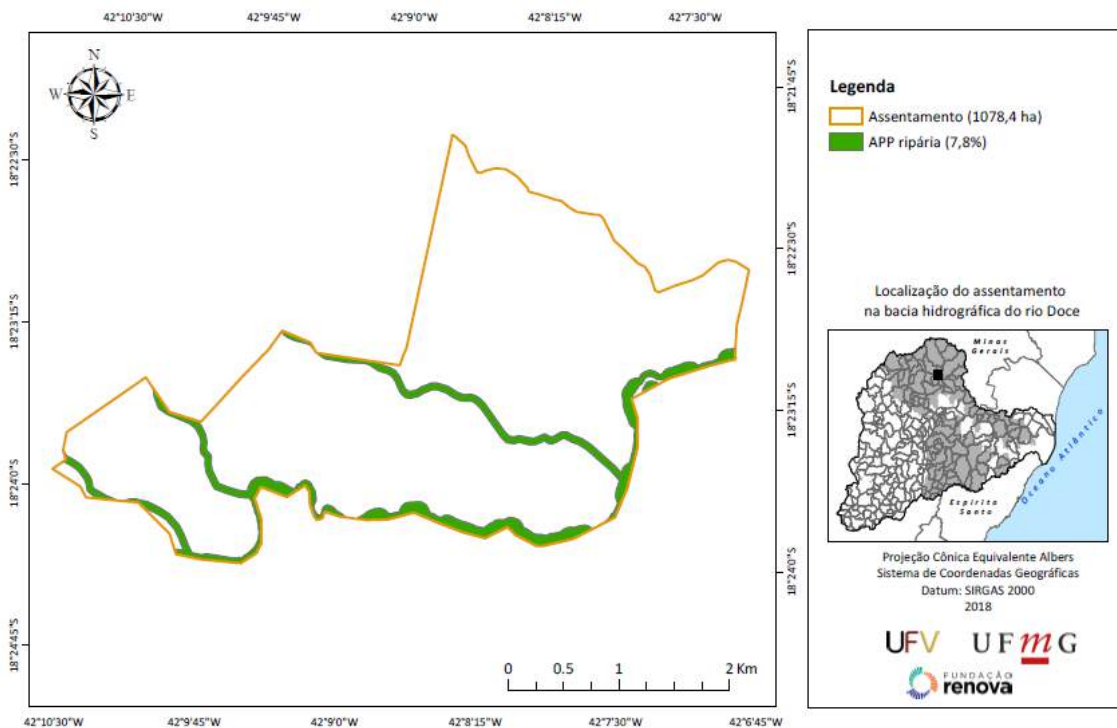 42°10'30"W 42°9'45"W 42°9'0"W 42°8'15"W 42°7'30"W
N
W E
S
18°22'30"S
18°23'15"S
18°24'0"S
18°24'45"S
18°21'45"S
18°22'30"S
18°23'15"S
18°24'0"S
0 0.5 1 2 Km
42°10'30"W 42°9'45"W 42°9'0"W 42°8'15"W 42°7'30"W 42°6'45"W
Legenda
Assentamento (1078,4 ha)
APP ripária (7,8%)
Localização do assentamento
na bacia hidrográfica do rio Doce
Minas
Gerais
Espírito
Santo
Oceano Atlântico
Projeção Cônica Equivalente Albers
Sistema de Coordenadas Geográficas
Datum: SIRGAS 2000
2018
UFV UFmG
FUNDAÇÃO
renova